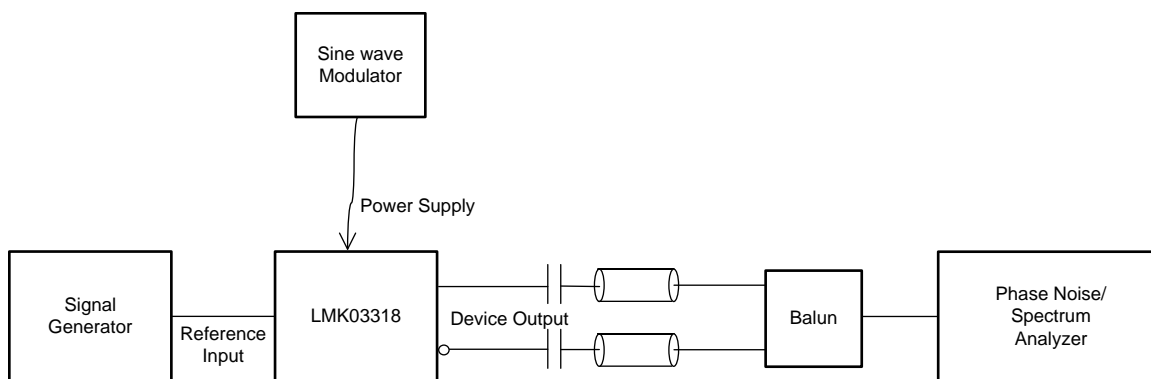 Sine wave
Modulator
Power Supply
Signal
Generator
Reference
Input
LMK03318
Device Output
Balun
Phase Noise/
Spectrum
Analyzer